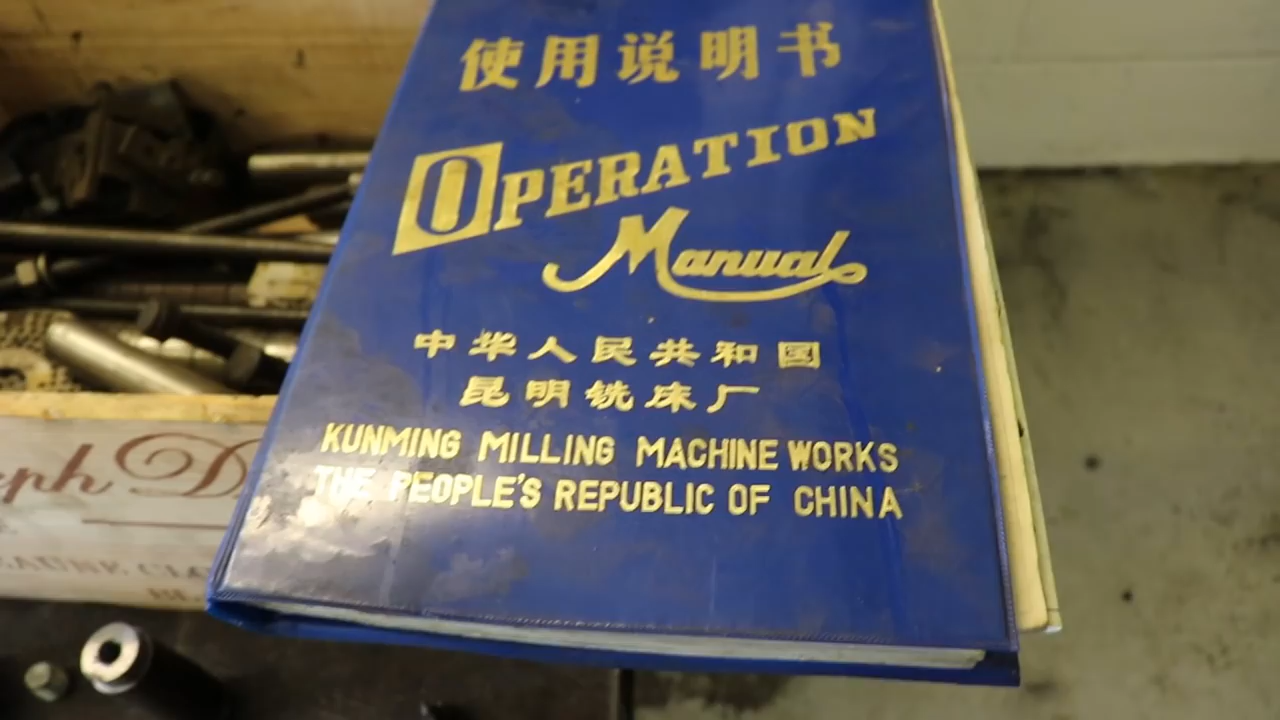 使用说明书
OPERATION
Manual
中华人民共和国
昆明铣床厂
KUNMING MILLING MACHINE WORKS
THE PEOPLE'S REPUBLIC OF CHINA